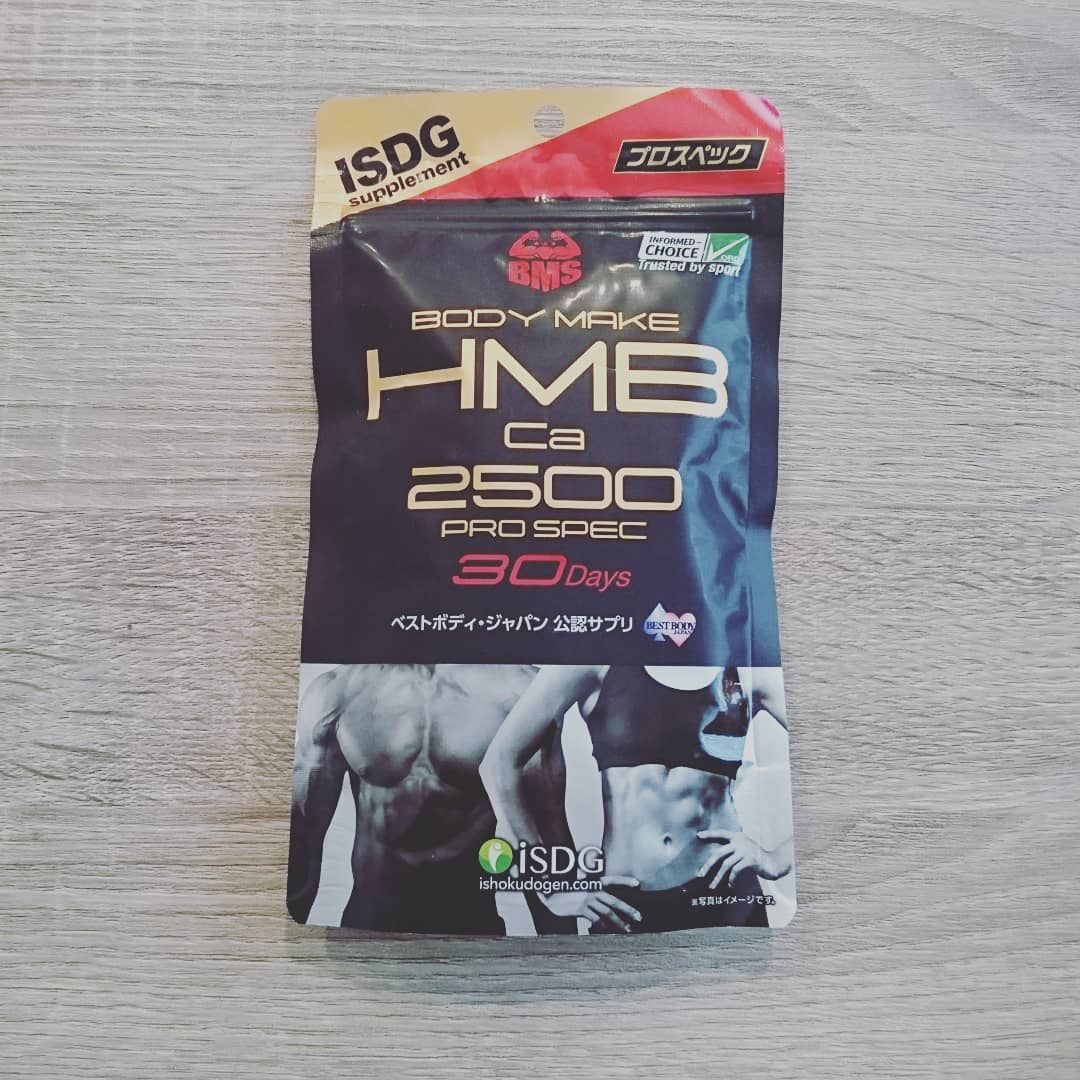 ISDG
supplement
プロスペック
BMS
INFORMED-
CHOICE
.ORG
Trusted by sport
BODY MAKE
HMB
Ca
2500
PRO SPEC
30Days
ベストボディ・ジャパン 公認サプリ
BEST BODY
JAPAN
iSDG
ishokudogen.com
※写真はイメージです。